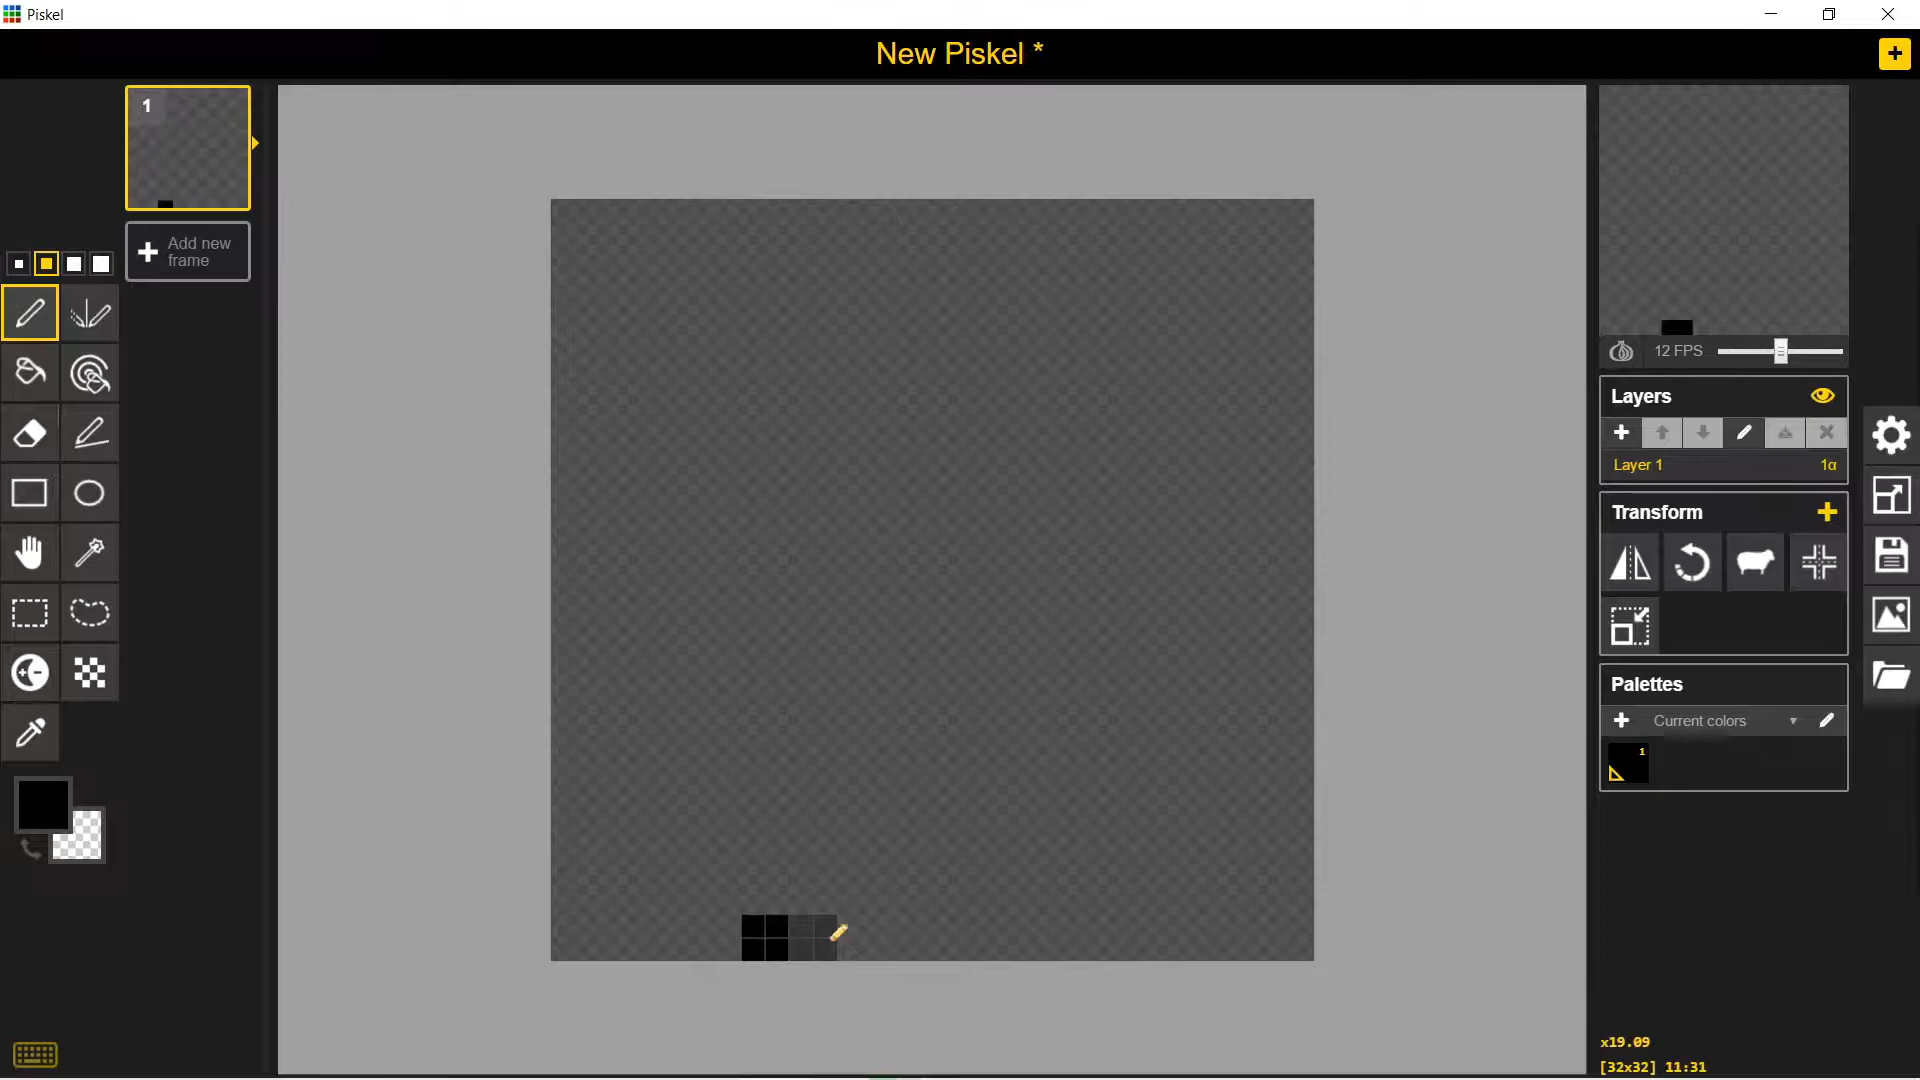 Piskel
New Piskel *
1
Add new
frame
12 FPS
Layers
Layer 1
1α
Transform
Palettes
Current colors
1
x19.09
[32x32] 11:31